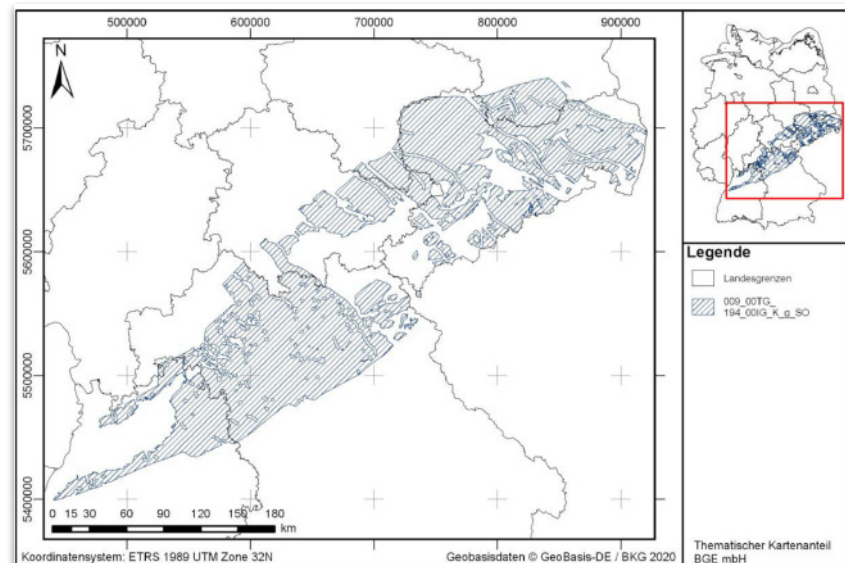 500000 600000 700000 800000 900000
N
5700000
5600000
5500000
5400000
0 15 30 60 90 120 150 180
km
Koordinatensystem: ETRS 1989 UTM Zone 32N
Geobasisdaten © GeoBasis-DE / BKG 2020
Legende
Landesgrenzen
009_00TG_
194_00IG_K_g_SO
Thematischer Kartenanteil
BGE mbH